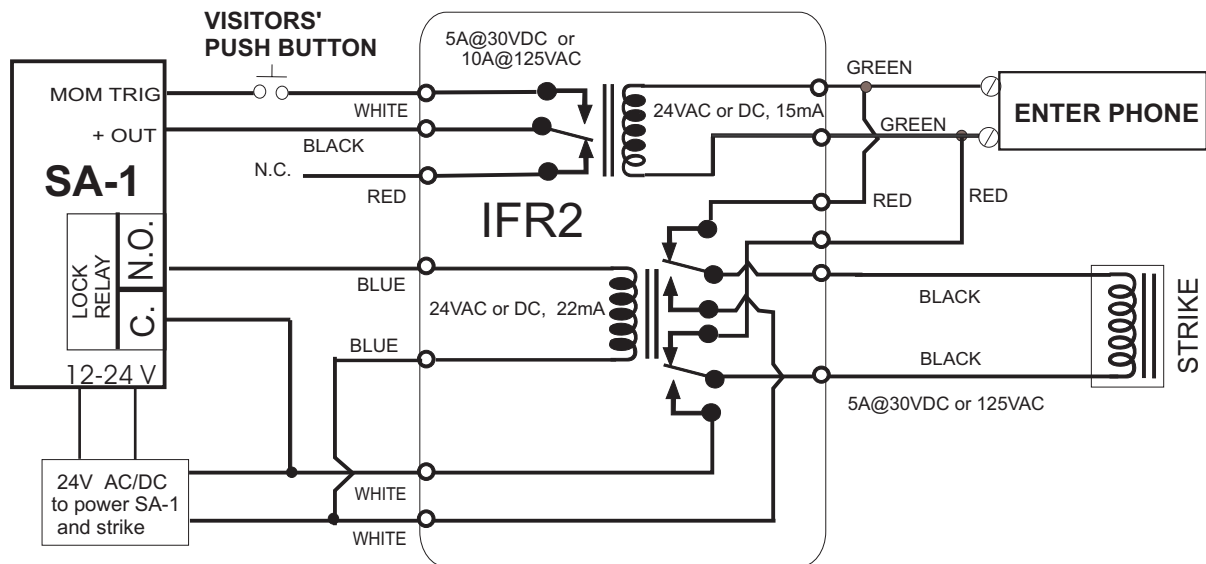 VISITORS'
PUSH BUTTON
5A@30VDC or
10A@125VAC
MOM TRIG
WHITE
+ OUT
BLACK
N.C.
RED
SA-1
24VAC or DC, 15mA
GREEN
GREEN
ENTER PHONE
RED
RED
IFR2
LOCK
RELAY
N.O.
C.
BLUE
24VAC or DC, 22mA
BLUE
BLACK
BLACK
STRIKE
12-24 V
5A@30VDC or 125VAC
24V AC/DC
to power SA-1
and strike
WHITE
WHITE